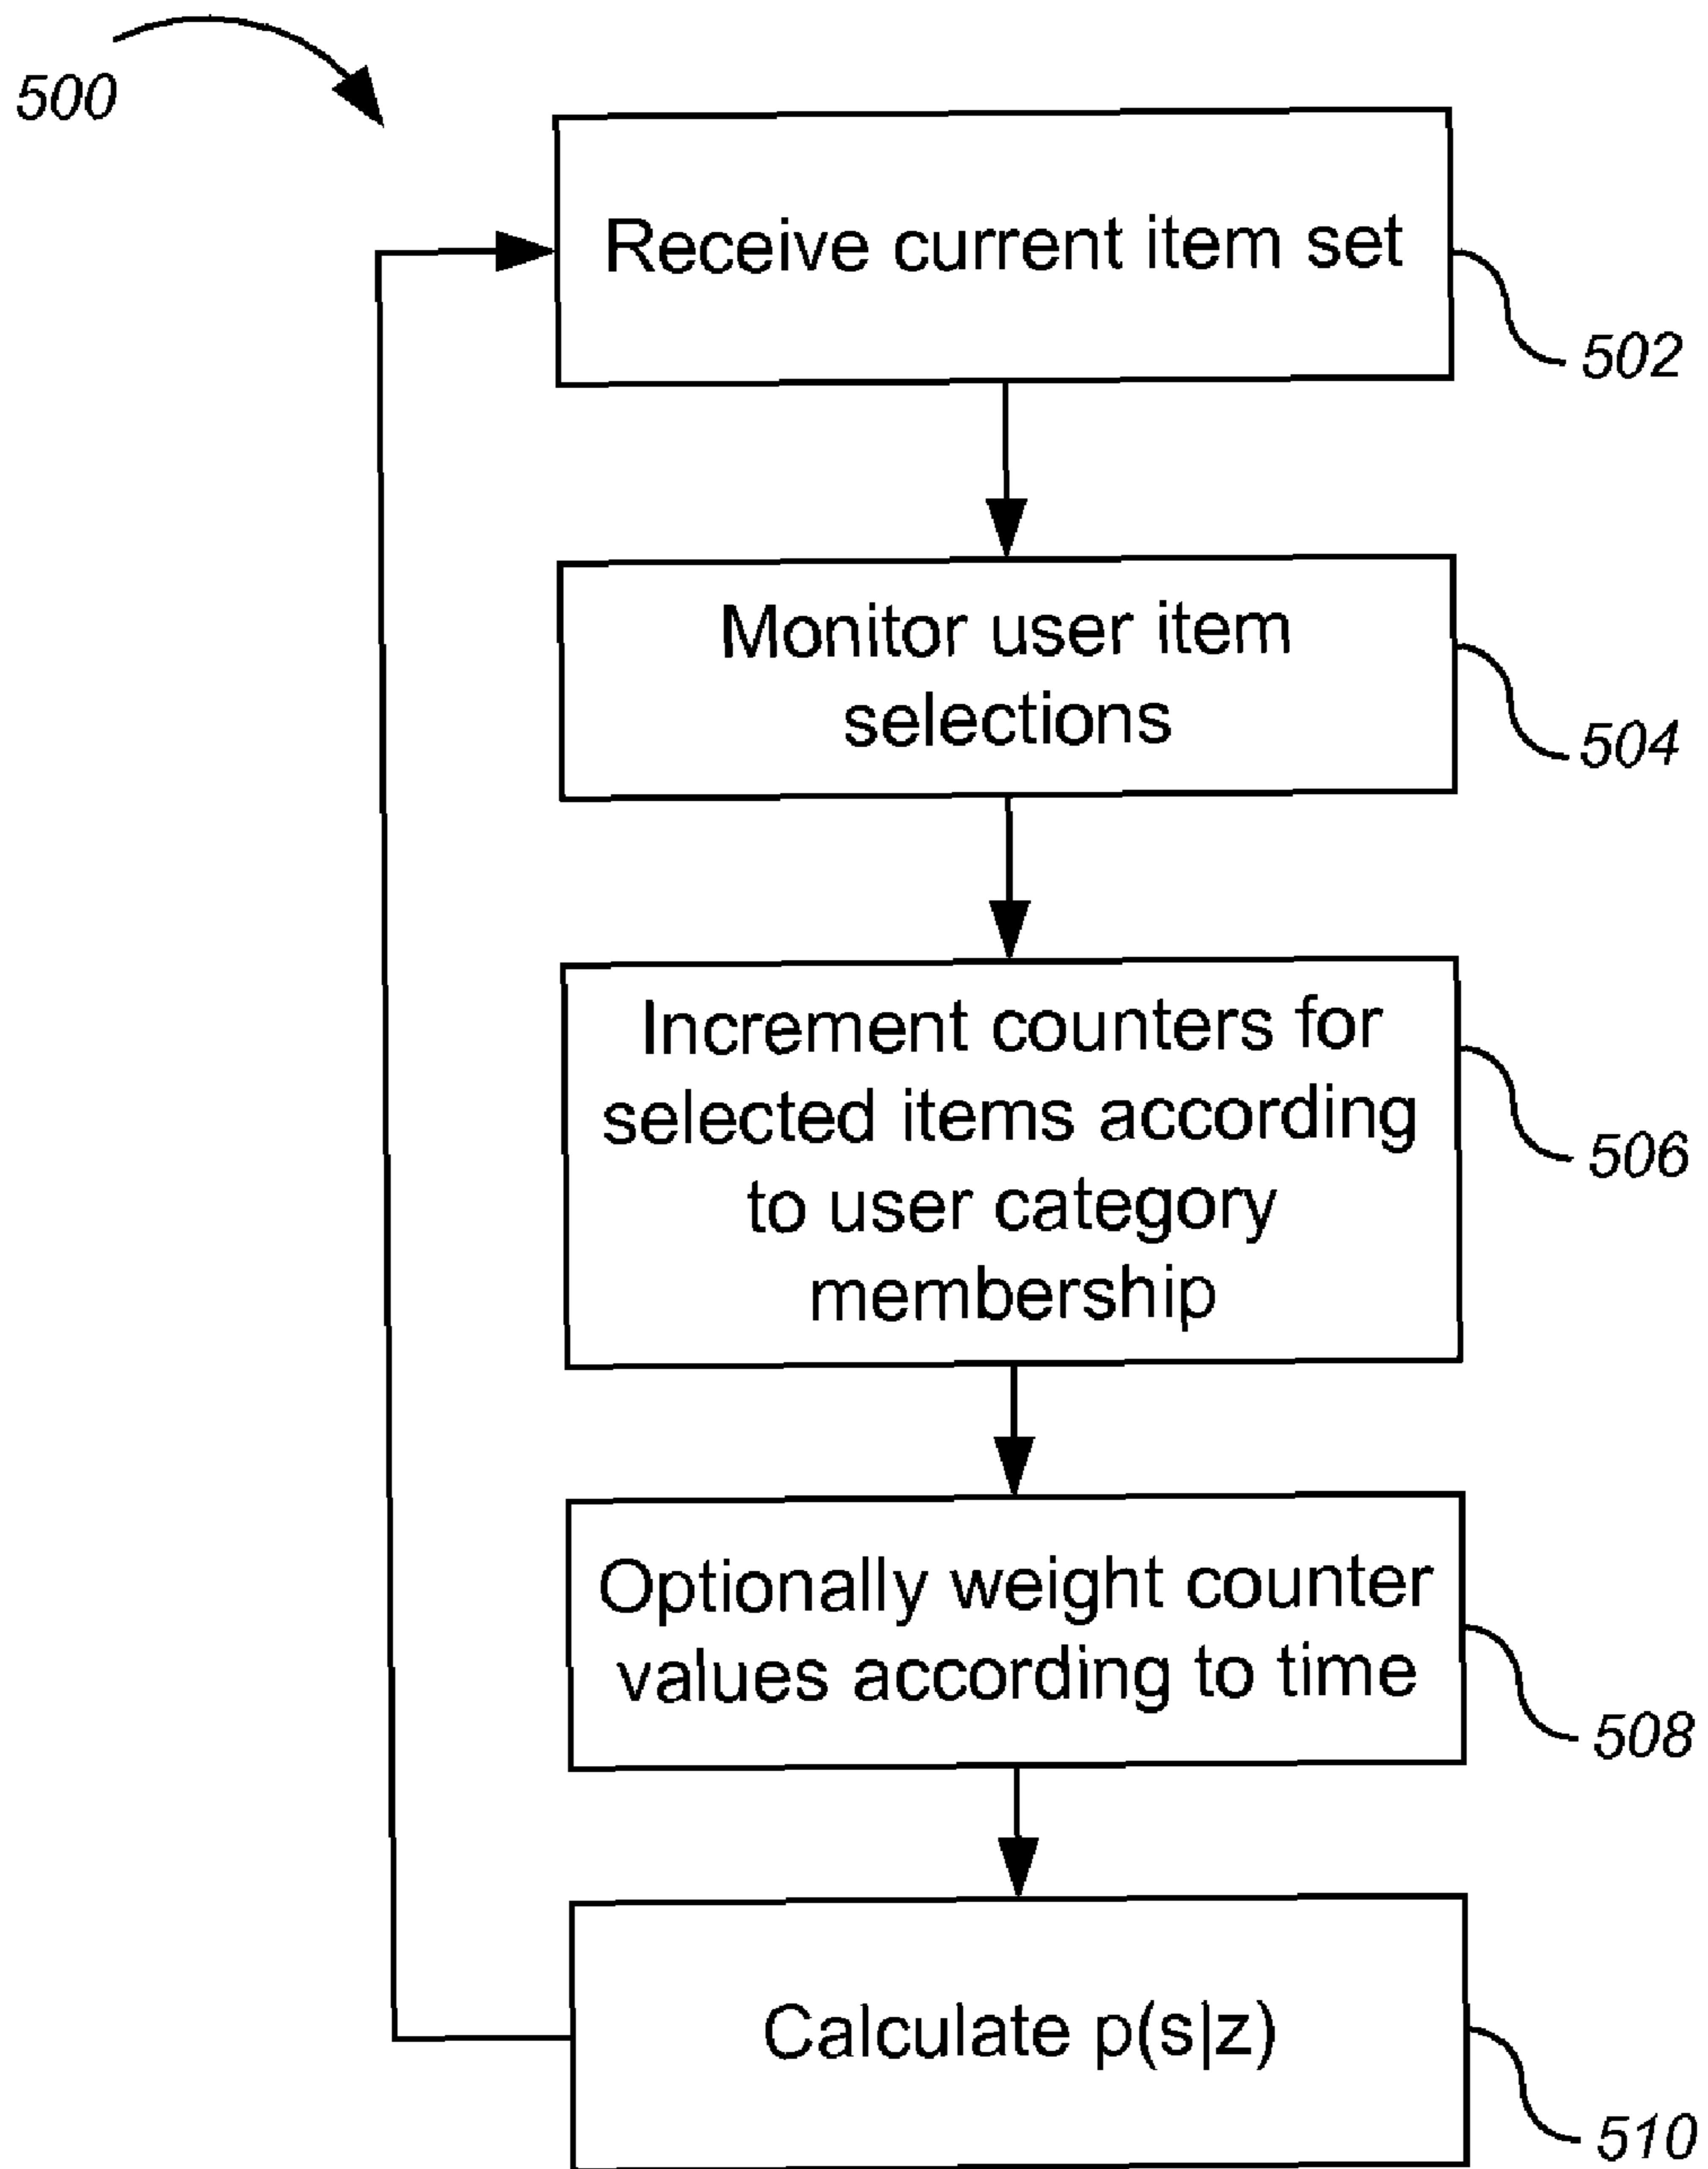 500
Receive current item set
502
Monitor user item
selections
504
Increment counters for
selected items according
to user category
membership
506
Optionally weight counter
values according to time
508
Calculate p(s|z)
510